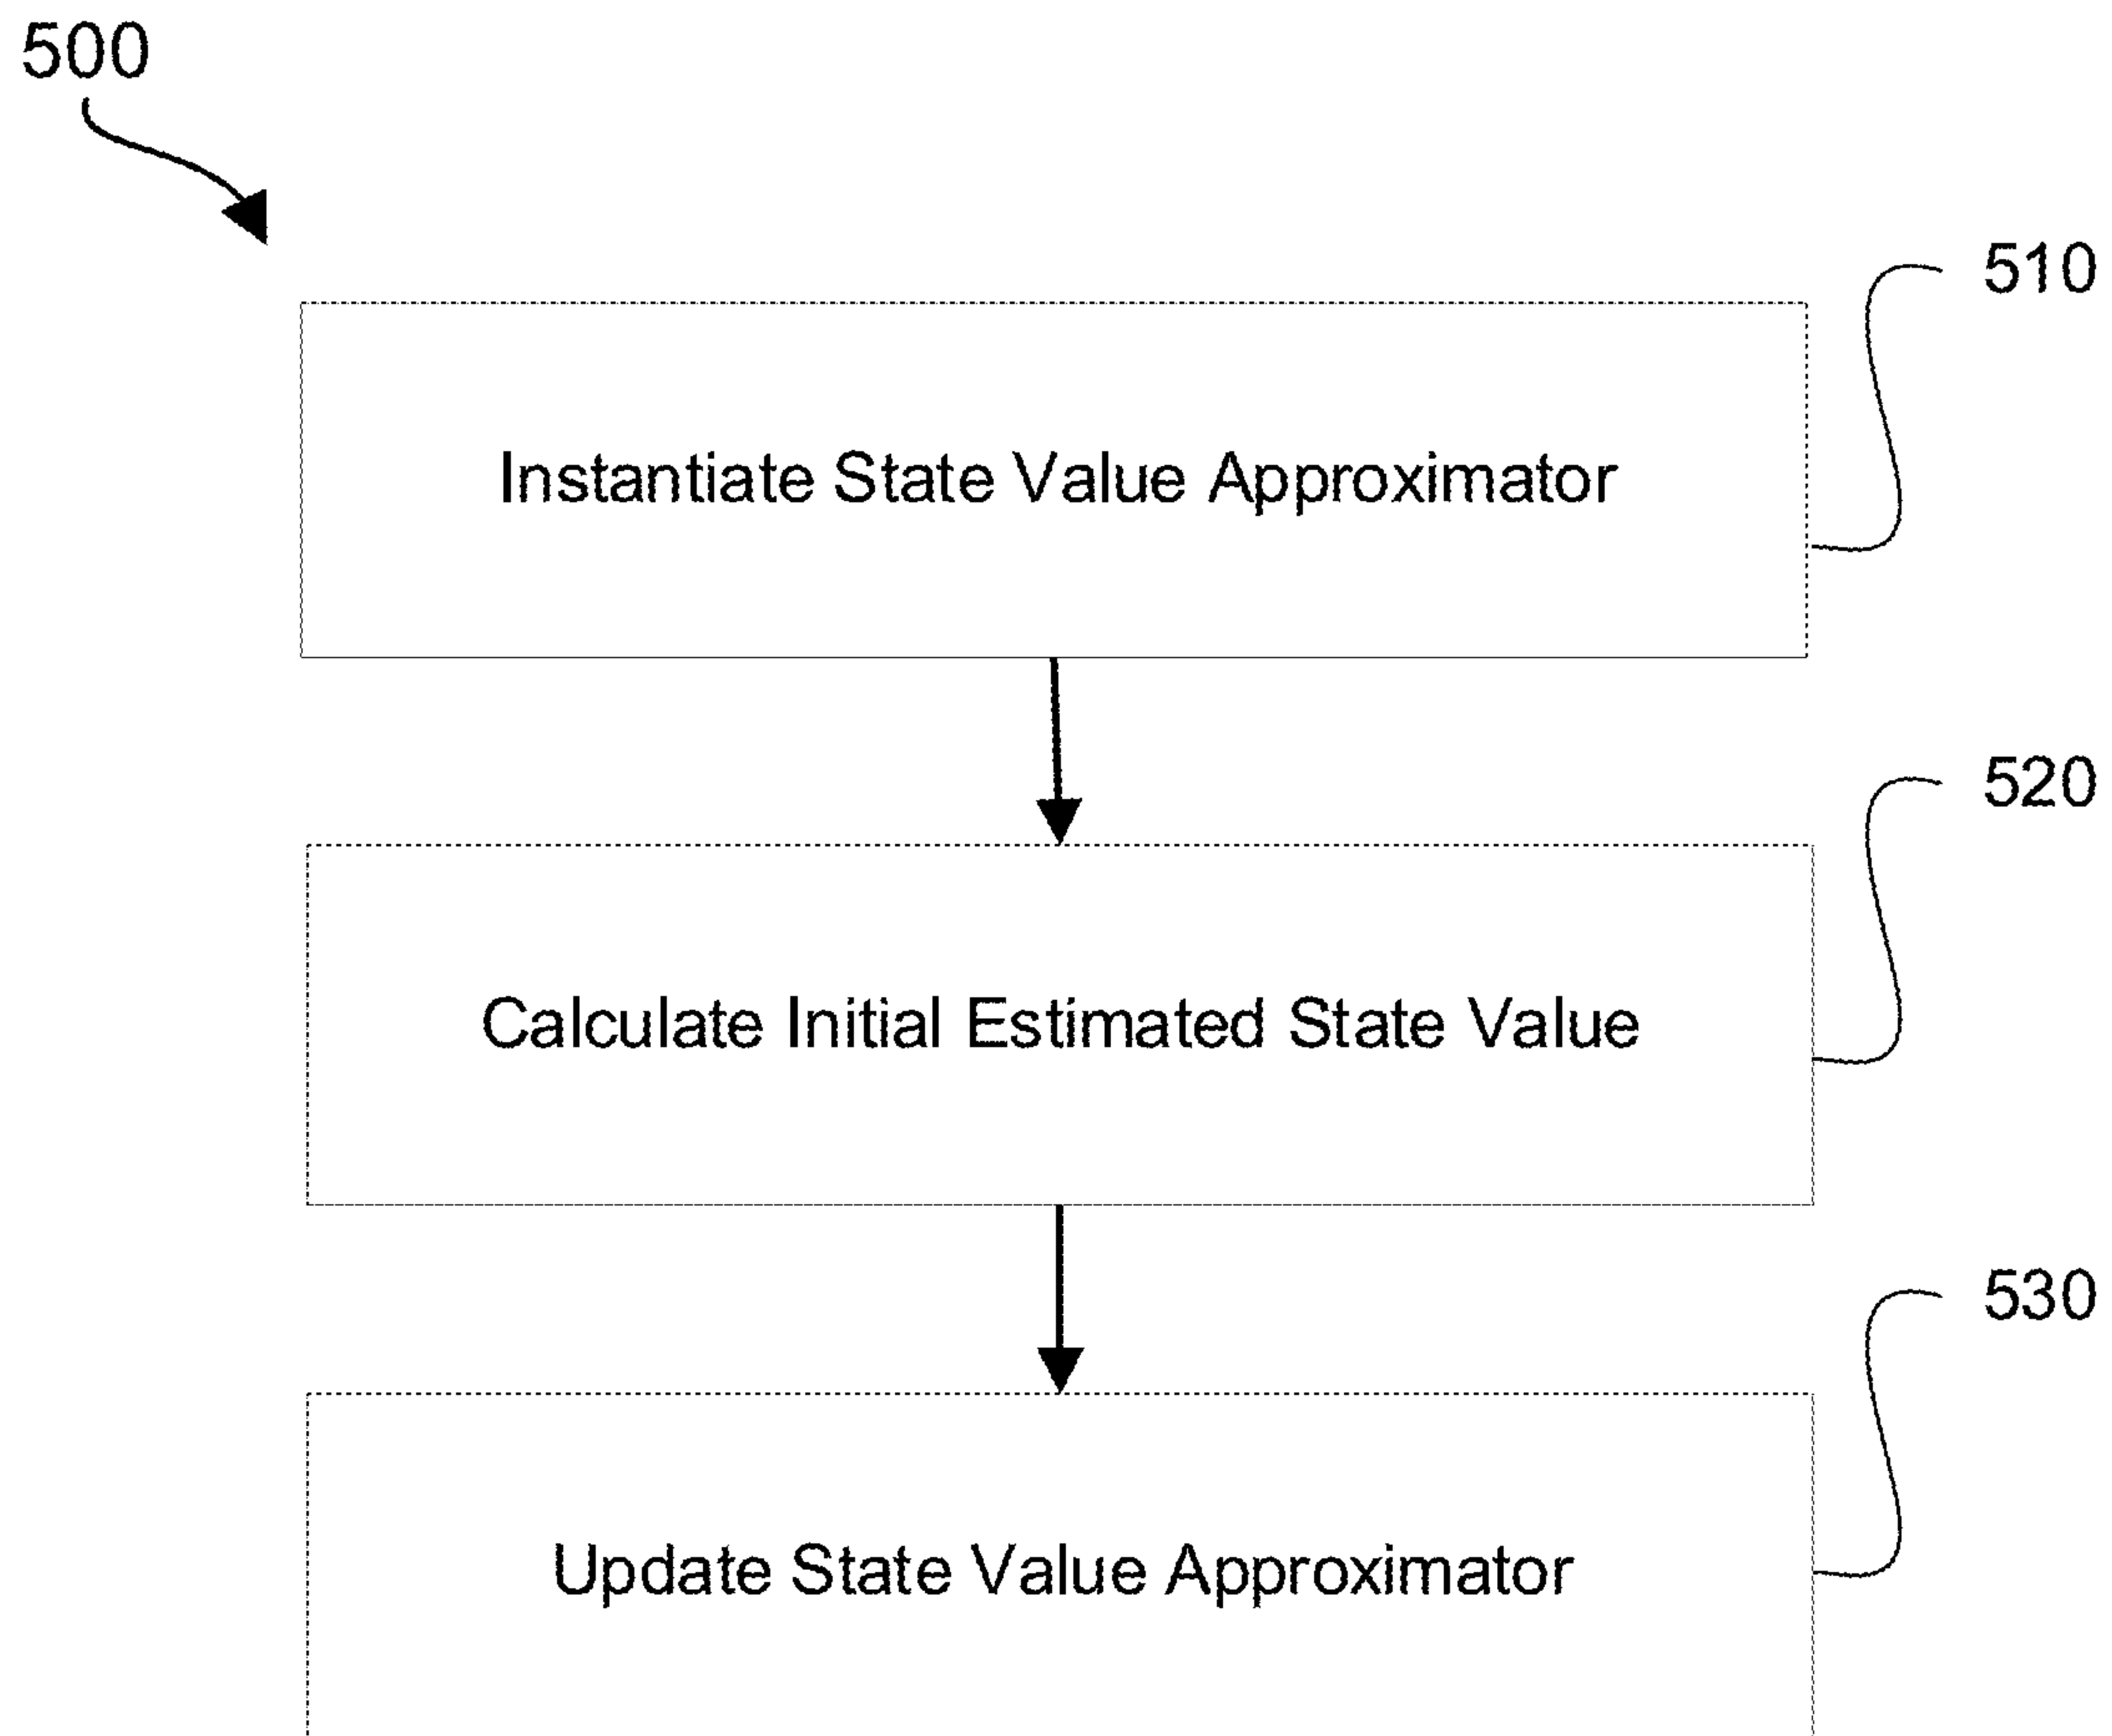 500
510
Instantiate State Value Approximator
520
Calculate Initial Estimated State Value
530
Update State Value Approximator